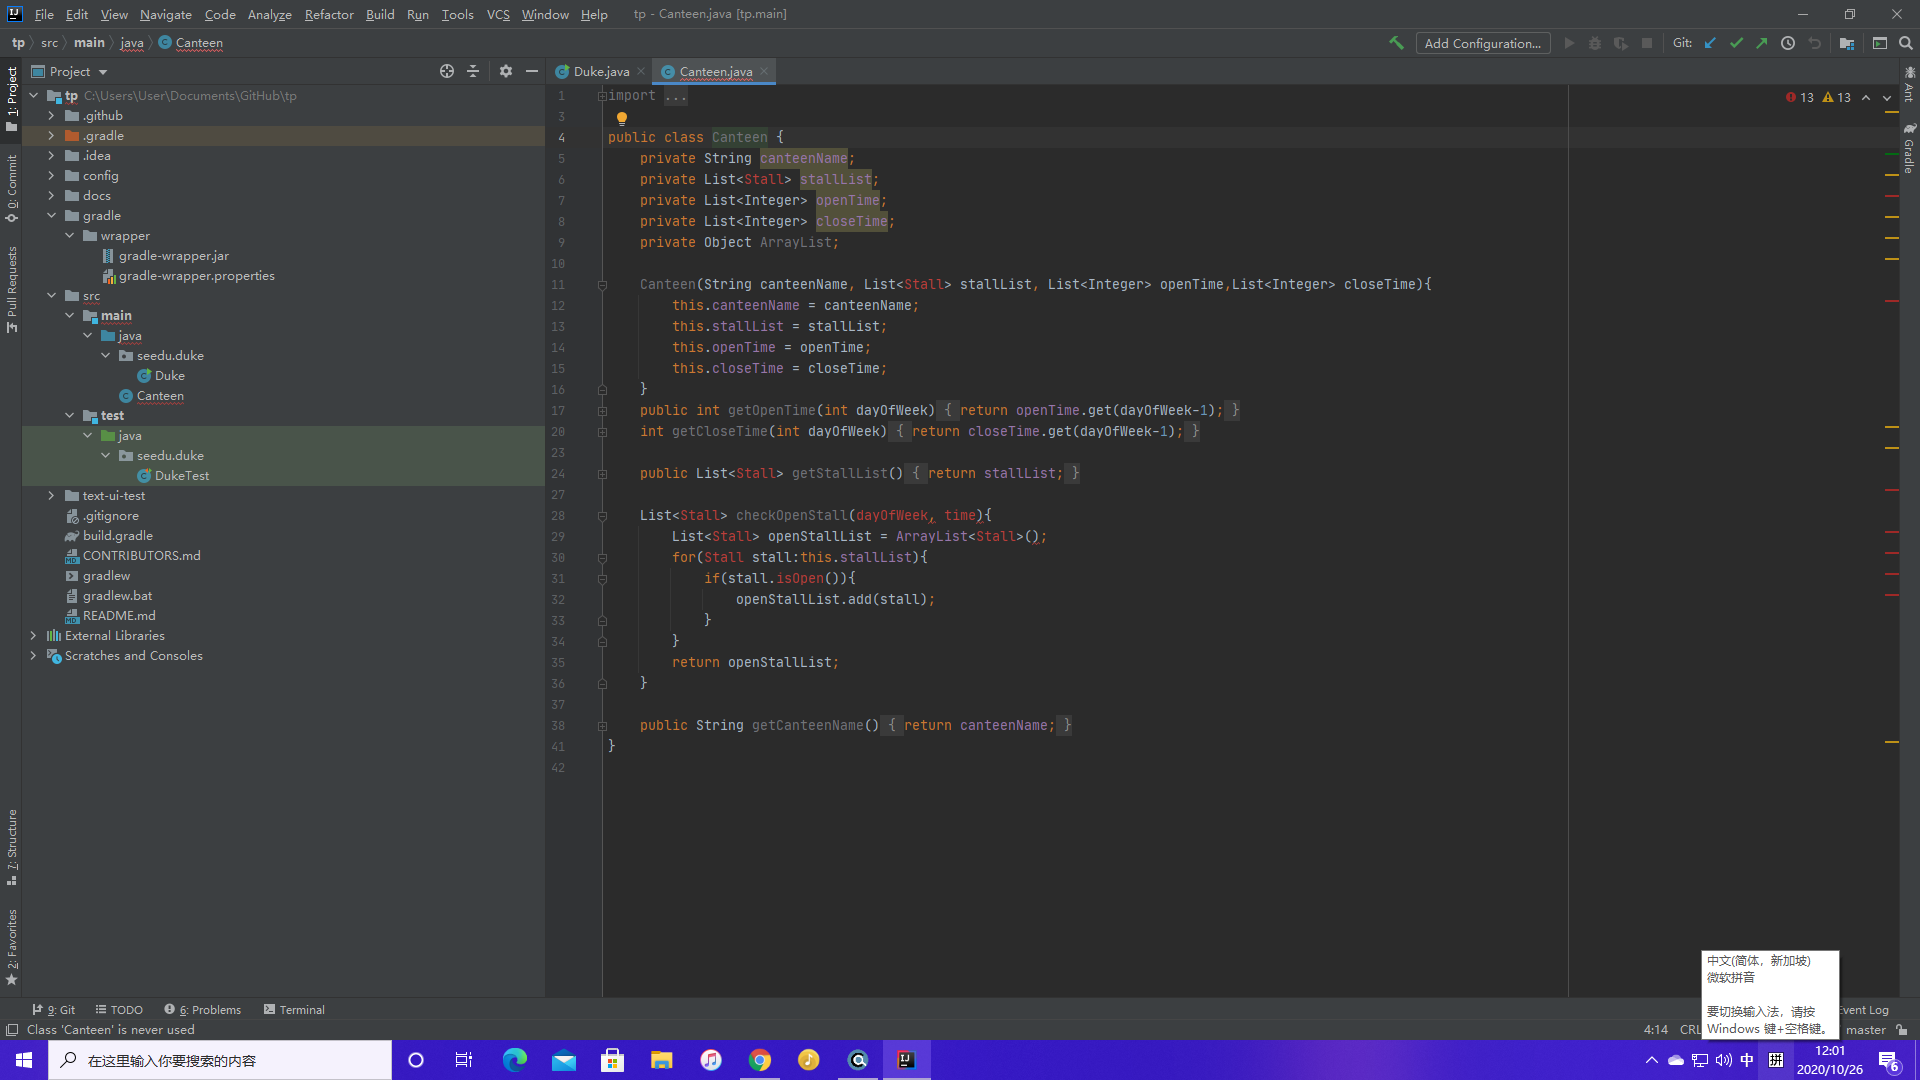 File Edit View Navigate Code Analyze Refactor Build Run Tools VCS Window Help tp - Canteen.java [tp.main]
tp src main java Canteen
Add Configuration... Git:
Project
Duke.java Canteen.java
1: Project
0: Commit
Pull Requests
7: Structure
2: Favorites
tp C:\Users\User\Documents\GitHub\tp
.github
.gradle
.idea
config
docs
gradle
wrapper
gradle-wrapper.jar
gradle-wrapper.properties
src
main
java
seedu.duke
Duke
Canteen
test
java
seedu.duke
DukeTest
text-ui-test
.gitignore
build.gradle
CONTRIBUTORS.md
gradlew
gradlew.bat
README.md
External Libraries
Scratches and Consoles
1 import ...
3
4 public class Canteen {
5 private String canteenName;
6 private List<Stall> stallList;
7 private List<Integer> openTime;
8 private List<Integer> closeTime;
9 private Object ArrayList;
10
11 Canteen(String canteenName, List<Stall> stallList, List<Integer> openTime,List<Integer> closeTime){
12 this.canteenName = canteenName;
13 this.stallList = stallList;
14 this.openTime = openTime;
15 this.closeTime = closeTime;
16 }
17 public int getOpenTime(int dayOfWeek) { return openTime.get(dayOfWeek-1); }
20 int getCloseTime(int dayOfWeek) { return closeTime.get(dayOfWeek-1); }
23
24 public List<Stall> getStallList() { return stallList; }
27
28 List<Stall> checkOpenStall(dayOfWeek, time){
29 List<Stall> openStallList = ArrayList<Stall>();
30 for(Stall stall:this.stallList){
31 if(stall.isOpen()){
32 openStallList.add(stall);
33 }
34 }
35 return openStallList;
36 }
37
38 public String getCanteenName() { return canteenName; }
41 }
42
13 13
Ant
Gradle
中文(简体，新加坡)
微软拼音
要切换输入法，请按
Windows 键+空格键。
9: Git TODO 6: Problems Terminal Event Log
Class 'Canteen' is never used 4:14 CRL master
在这里输入你要搜索的内容
中 拼 12:01
2020/10/26 6